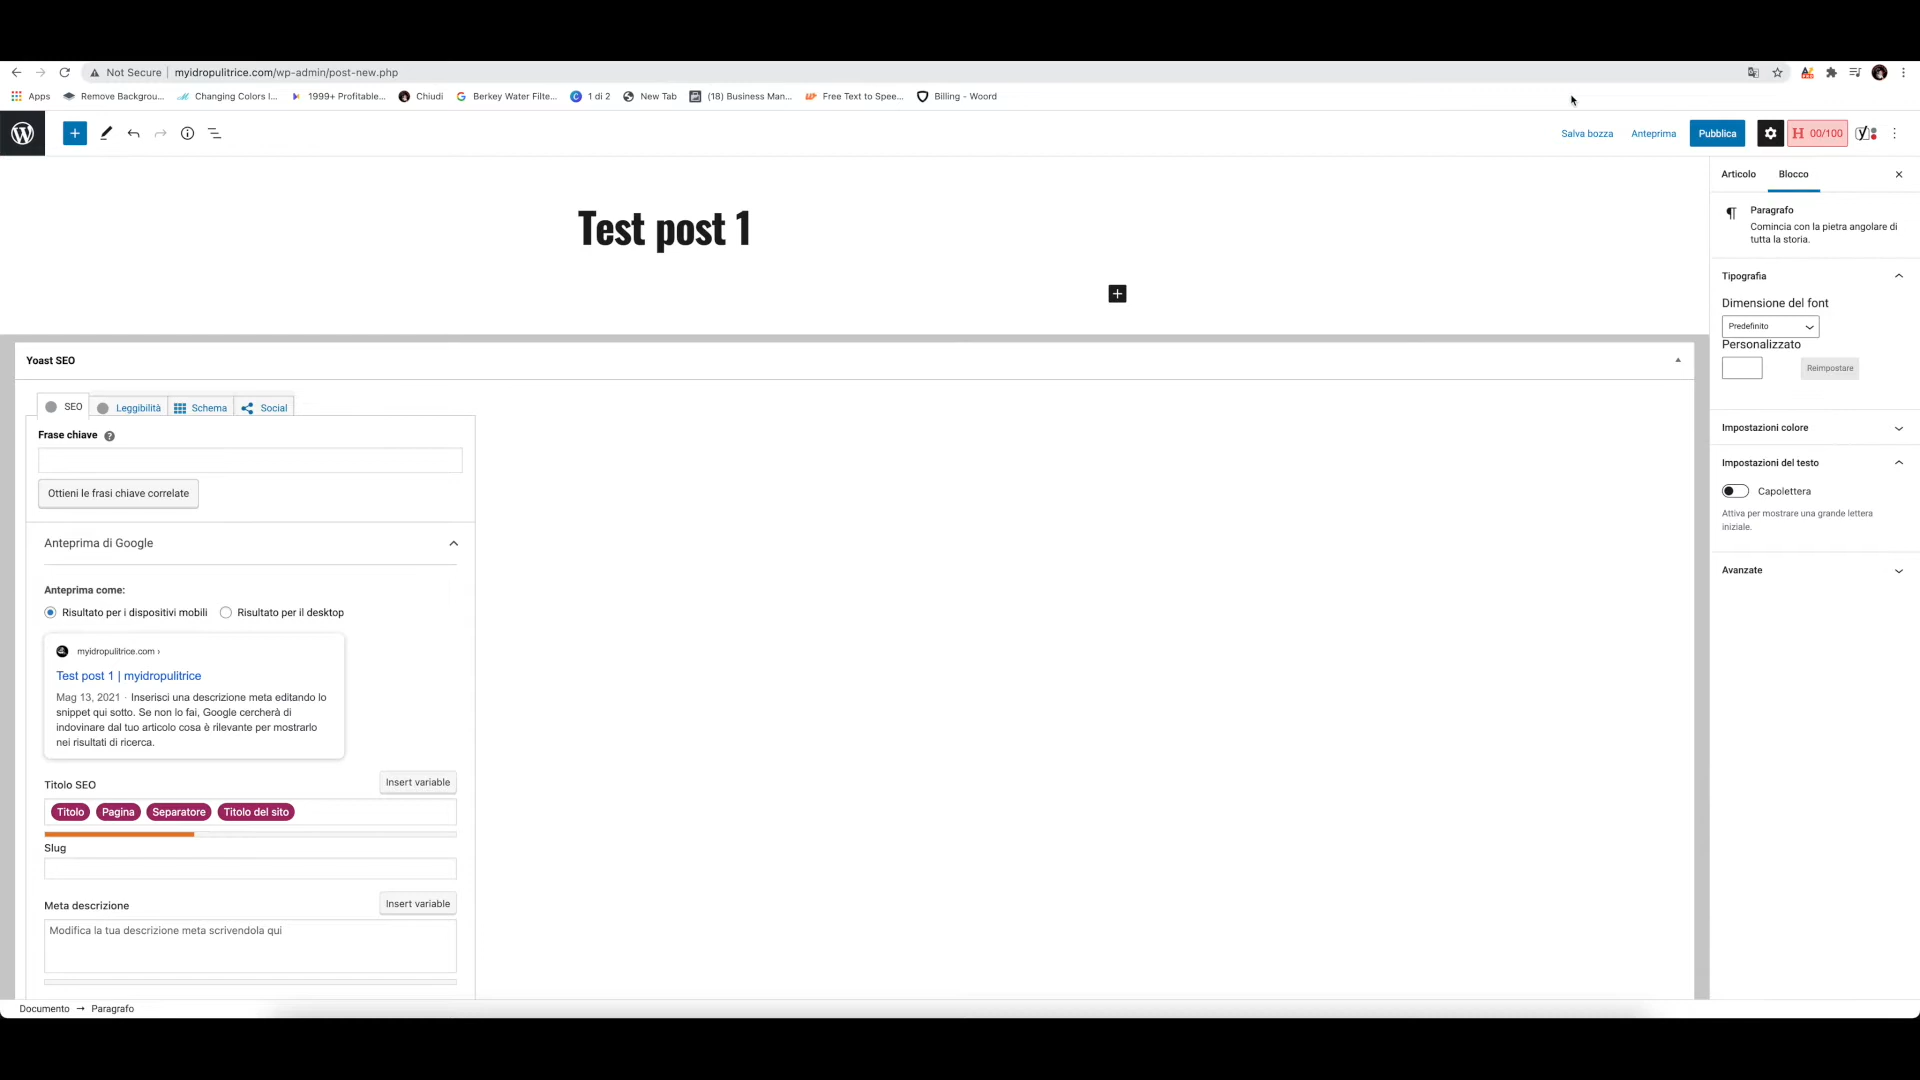 Not Secure | myidropulitrice.com/wp-admin/post-new.php
Apps Remove Backgrou... Changing Colors I... 1999+ Profitable... Chiudi Berkey Water Filte... 1 di 2 New Tab (18) Business Man... Free Text to Spee... Billing - Woord
Salva bozza Anteprima Pubblica H 00/100
Articolo Blocco
Paragrafo
Comincia con la pietra angolare di
tutta la storia.
Test post 1
Tipografia
Dimensione del font
Predefinito
Personalizzato
Reimpostare
Impostazioni colore
Impostazioni del testo
Capolettera
Attiva per mostrare una grande lettera
iniziale.
Avanzate
Yoast SEO
SEO Leggibilità Schema Social
Frase chiave
Ottieni le frasi chiave correlate
Anteprima di Google
Anteprima come:
Risultato per i dispositivi mobili Risultato per il desktop
myidropulitrice.com ›
Test post 1 | myidropulitrice
Mag 13, 2021 · Inserisci una descrizione meta editando lo
snippet qui sotto. Se non lo fai, Google cercherà di
indovinare dal tuo articolo cosa è rilevante per mostrarlo
nei risultati di ricerca.
Titolo SEO Insert variable
Titolo Pagina Separatore Titolo del sito
Slug
Meta descrizione Insert variable
Modifica la tua descrizione meta scrivendola qui
Documento → Paragrafo